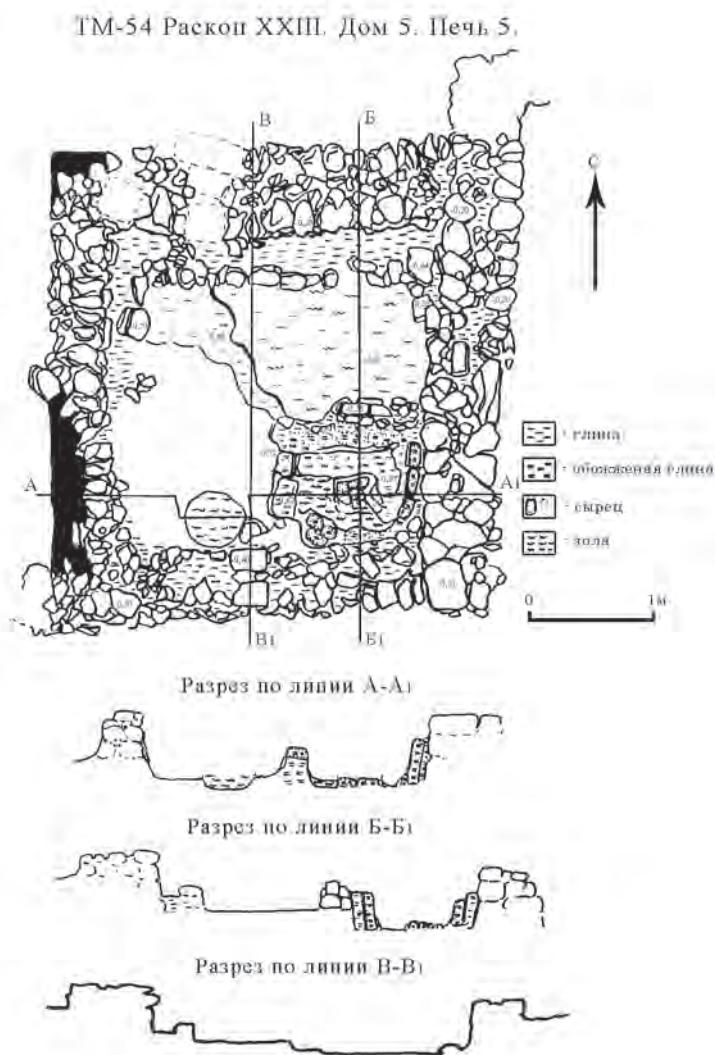 ТМ-54 Раскоп XXIII. Дом 5. Печь 5.
В Б
С
А А1
- глина
- обожженая глина
- сырец
- зола
0 1м
В1 Б1
Разрез по линии А-А1
Разрез по линии Б-Б1
Разрез по линии В-В1